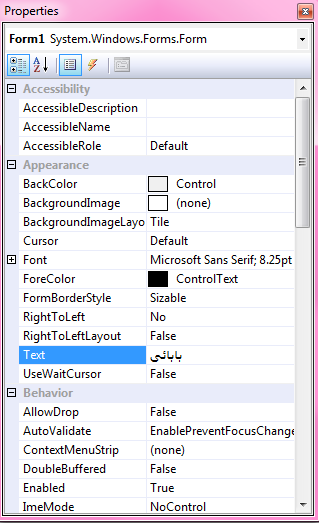 Properties
Form1 System.Windows.Forms.Form
Accessibility
AccessibleDescription
AccessibleName
AccessibleRole Default
Appearance
BackColor Control
BackgroundImage (none)
BackgroundImageLayo Tile
Cursor Default
Font Microsoft Sans Serif; 8.25pt
ForeColor ControlText
FormBorderStyle Sizable
RightToLeft No
RightToLeftLayout False
Text بابائی
UseWaitCursor False
Behavior
AllowDrop False
AutoValidate EnablePreventFocusChange
ContextMenuStrip (none)
DoubleBuffered False
Enabled True
ImeMode NoControl